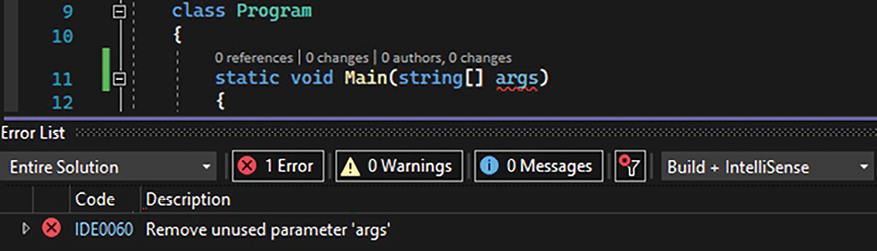 9 class Program
10 {
0 references | 0 changes | 0 authors, 0 changes
11 static void Main(string[] args)
12 {
Error List
Entire Solution 1 Error 0 Warnings 0 Messages Build + IntelliSense
Code Description
IDE0060 Remove unused parameter 'args'